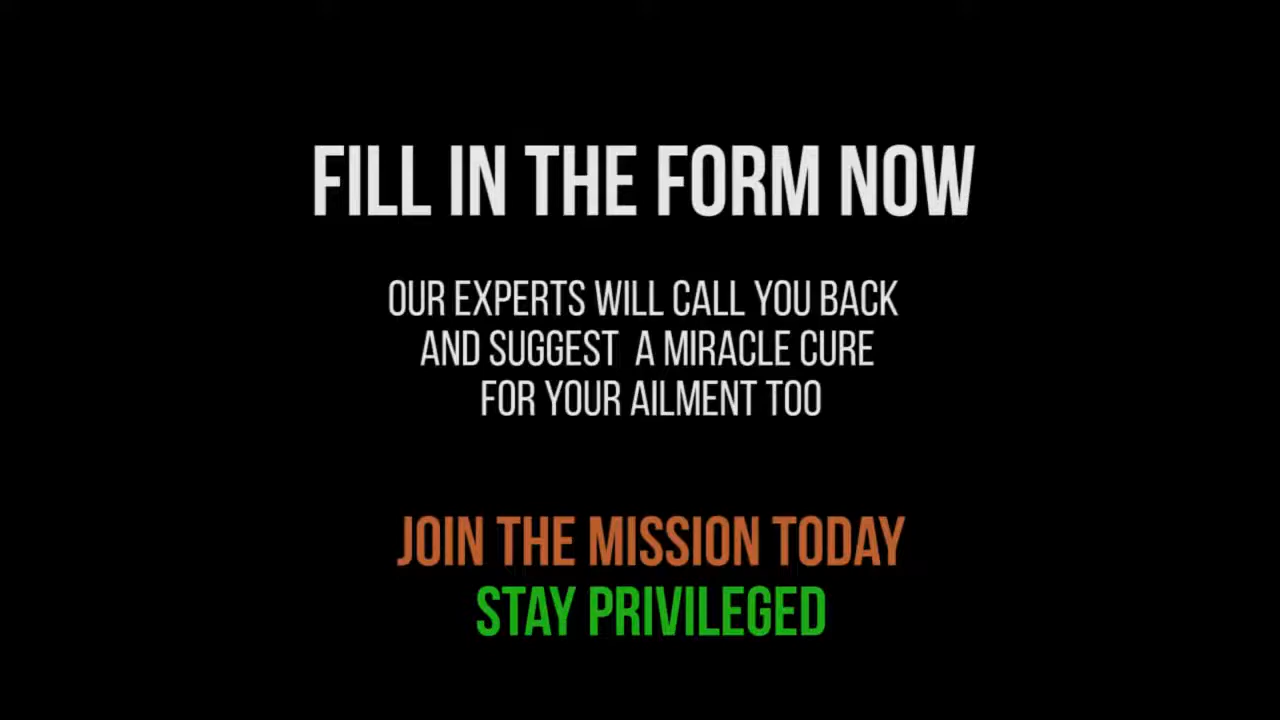 FILL IN THE FORM NOW
OUR EXPERTS WILL CALL YOU BACK
AND SUGGEST A MIRACLE CURE
FOR YOUR AILMENT TOO
JOIN THE MISSION TODAY
STAY PRIVILEGED